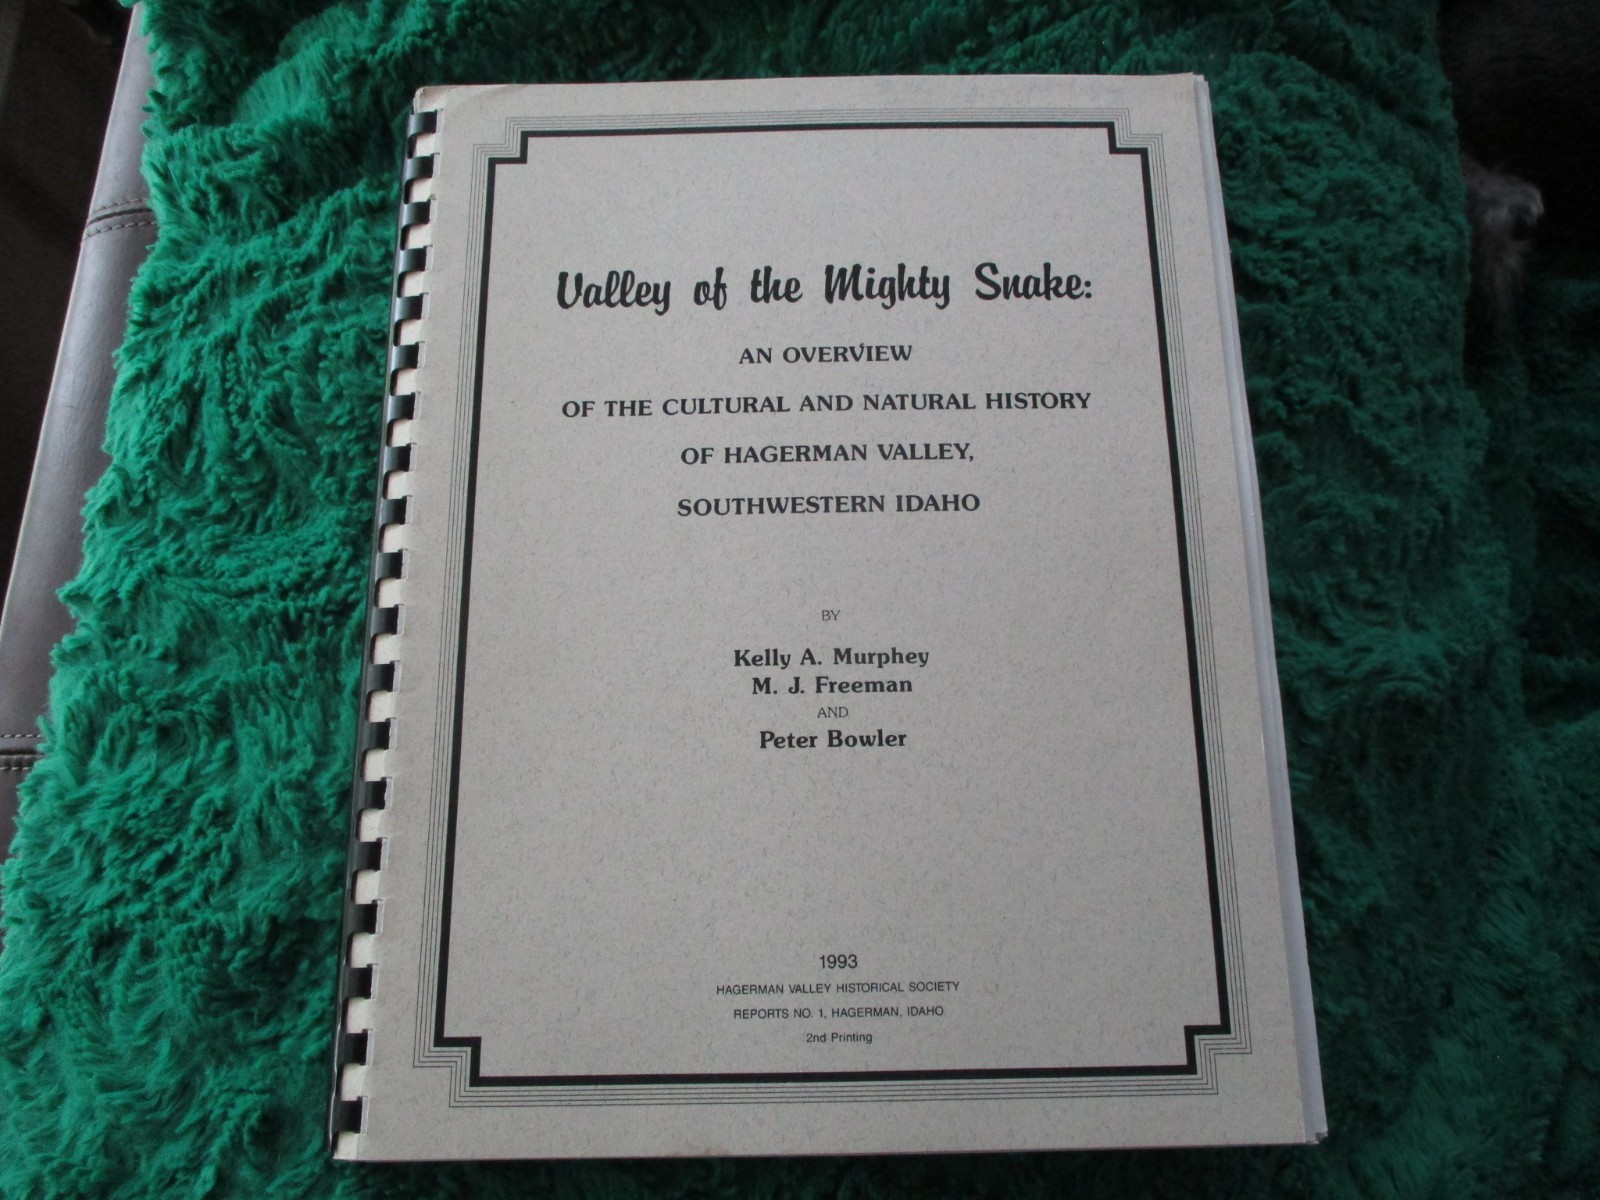 Valley of the Mighty Snake:
AN OVERVIEW
OF THE CULTURAL AND NATURAL HISTORY
OF HAGERMAN VALLEY,
SOUTHWESTERN IDAHO
BY
Kelly A. Murphey
M. J. Freeman
AND
Peter Bowler
1993
HAGERMAN VALLEY HISTORICAL SOCIETY
REPORTS NO. 1, HAGERMAN, IDAHO
2nd Printing